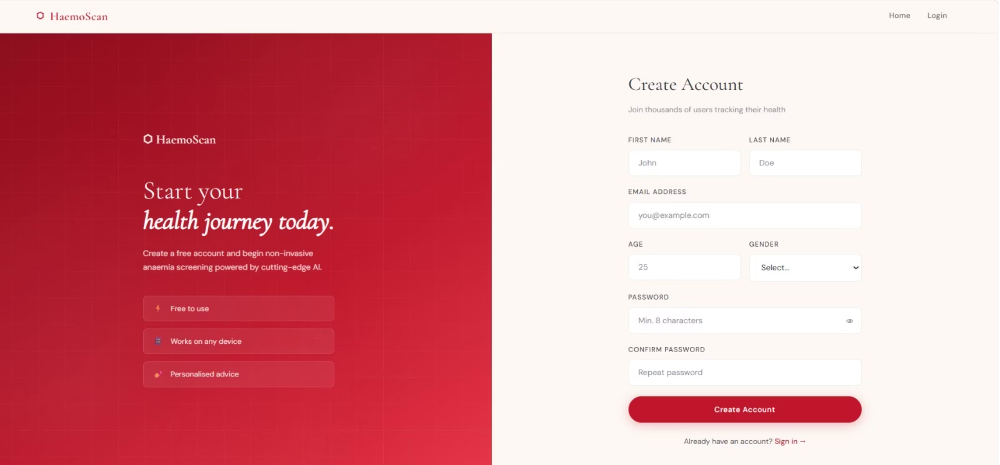 HaemoScan
Home
Login
HaemoScan
Start your
health journey today.
Create a free account and begin non-invasive
anaemia screening powered by cutting-edge AI.
Free to use
Works on any device
Personalised advice
Create Account
Join thousands of users tracking their health
FIRST NAME
LAST NAME
John
Doe
EMAIL ADDRESS
you@example.com
AGE
GENDER
25
Select...
PASSWORD
Min. 8 characters
CONFIRM PASSWORD
Repeat password
Create Account
Already have an account? Sign in →